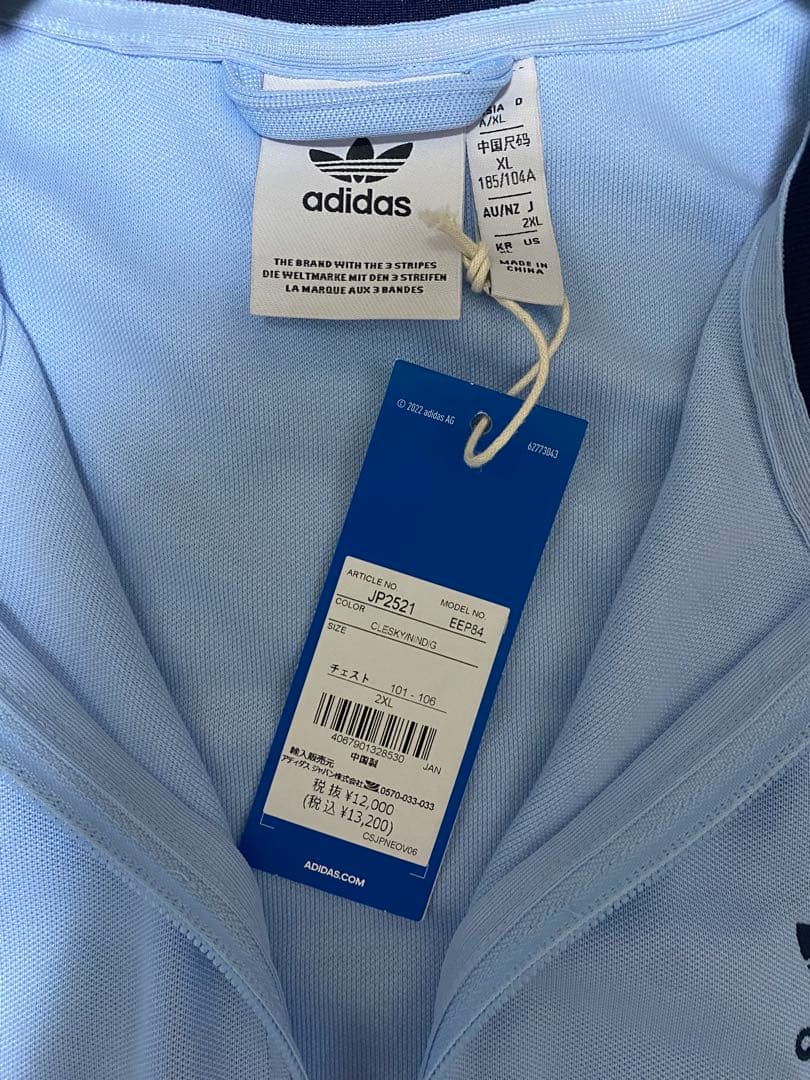 adidas
THE BRAND WITH THE 3 STRIPES
DIE WELTMARKE MIT DEN 3 STREIFEN
LA MARQUE AUX 3 BANDES
D
A/XL
中国尺码
XL
185/104A
AU/NZ J
2XL
KR US
MADE IN
CHINA
© 2022 adidas AG
62773043
ARTICLE NO.
JP2521
MODEL NO.
EEP84
COLOR
CLESKY/NINDIG
SIZE
チェスト 101 - 106
2XL
4067901328530 JAN
中国製
輸入販売元
アディダス ジャパン株式会社 0570-033-033
税抜 ¥12,000
(税込 ¥13,200)
CSJPNEOV06
ADIDAS.COM